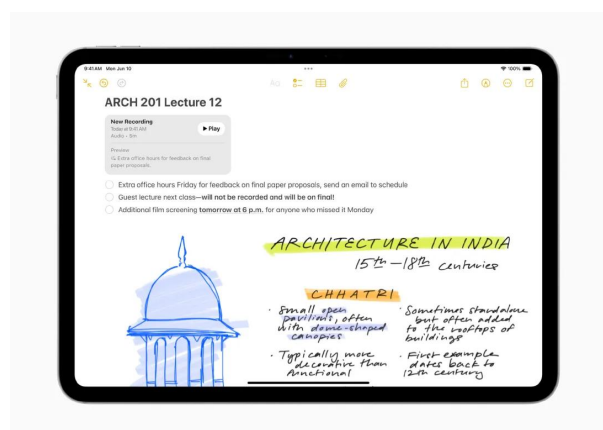 9:41 AM Mon Jun 10
100%
Aa
ARCH 201 Lecture 12
New Recording
Today at 9:41 AM
Audio • 5m
Play
Preview
Extra office hours for feedback on final
paper proposals.
Extra office hours Friday for feedback on final paper proposals, send an email to schedule
Guest lecture next class—will not be recorded and will be on final!
Additional film screening tomorrow at 6 p.m. for anyone who missed it Monday
ARCHITECTURE IN INDIA
15th–18th centuries
CHHATRI
· Small open
pavilions, often
with dome-shaped
canopies
· Typically more
decorative than
functional
· Sometimes standalone
but often added
to the rooftops of
buildings
· First example
dates back to
12th century